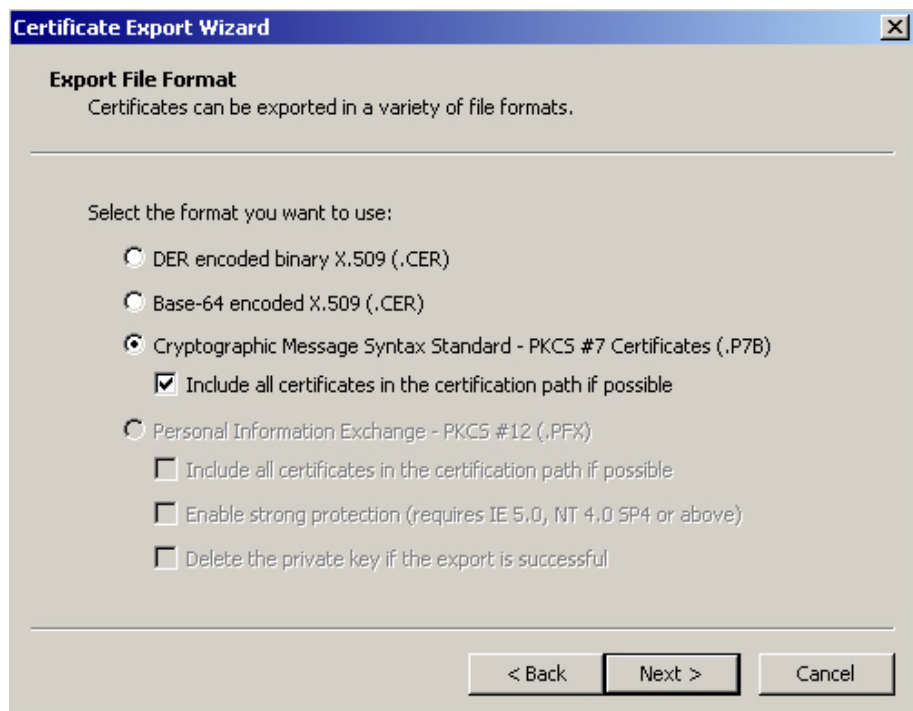 Certificate Export Wizard
Export File Format
Certificates can be exported in a variety of file formats.
Select the format you want to use:
DER encoded binary X.509 (.CER)
Base-64 encoded X.509 (.CER)
Cryptographic Message Syntax Standard - PKCS #7 Certificates (.P7B)
Include all certificates in the certification path if possible
Personal Information Exchange - PKCS #12 (.PFX)
Include all certificates in the certification path if possible
Enable strong protection (requires IE 5.0, NT 4.0 SP4 or above)
Delete the private key if the export is successful
< Back Next > Cancel